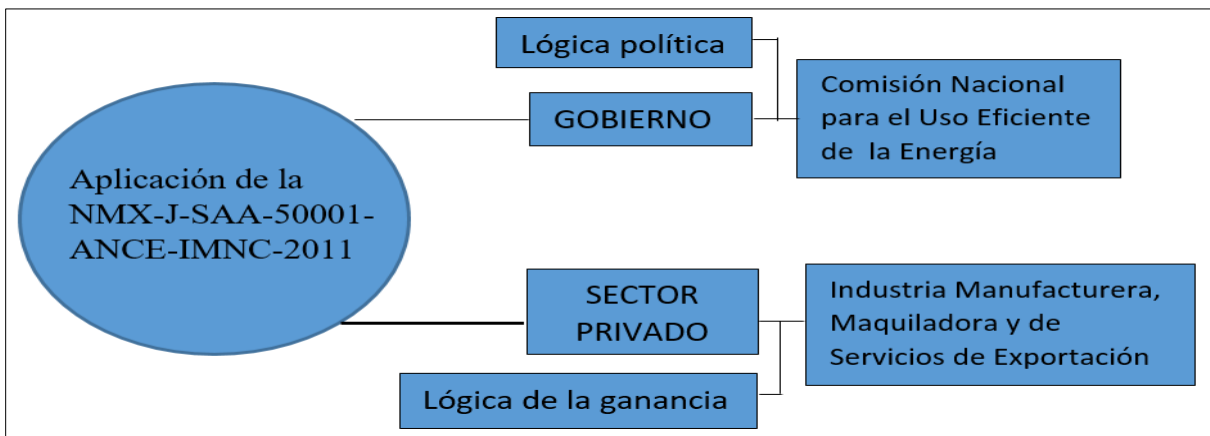 Aplicación de la
NMX-J-SAA-50001-
ANCE-IMNC-2011
Lógica política
GOBIERNO
Comisión Nacional
para el Uso Eficiente
de la Energía
SECTOR
PRIVADO
Industria Manufacturera,
Maquiladora y de
Servicios de Exportación
Lógica de la ganancia